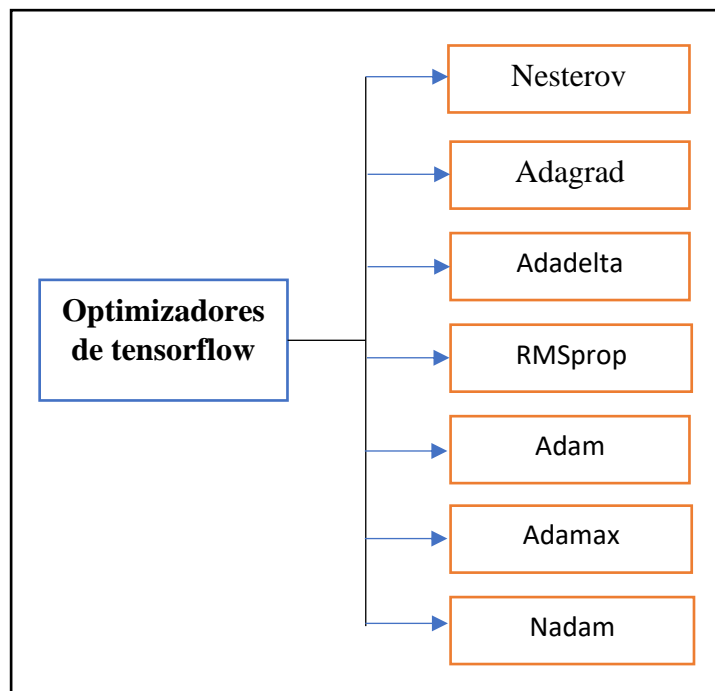 Optimizadores
de tensorflow
Nesterov
Adagrad
Adadelta
RMSprop
Adam
Adamax
Nadam